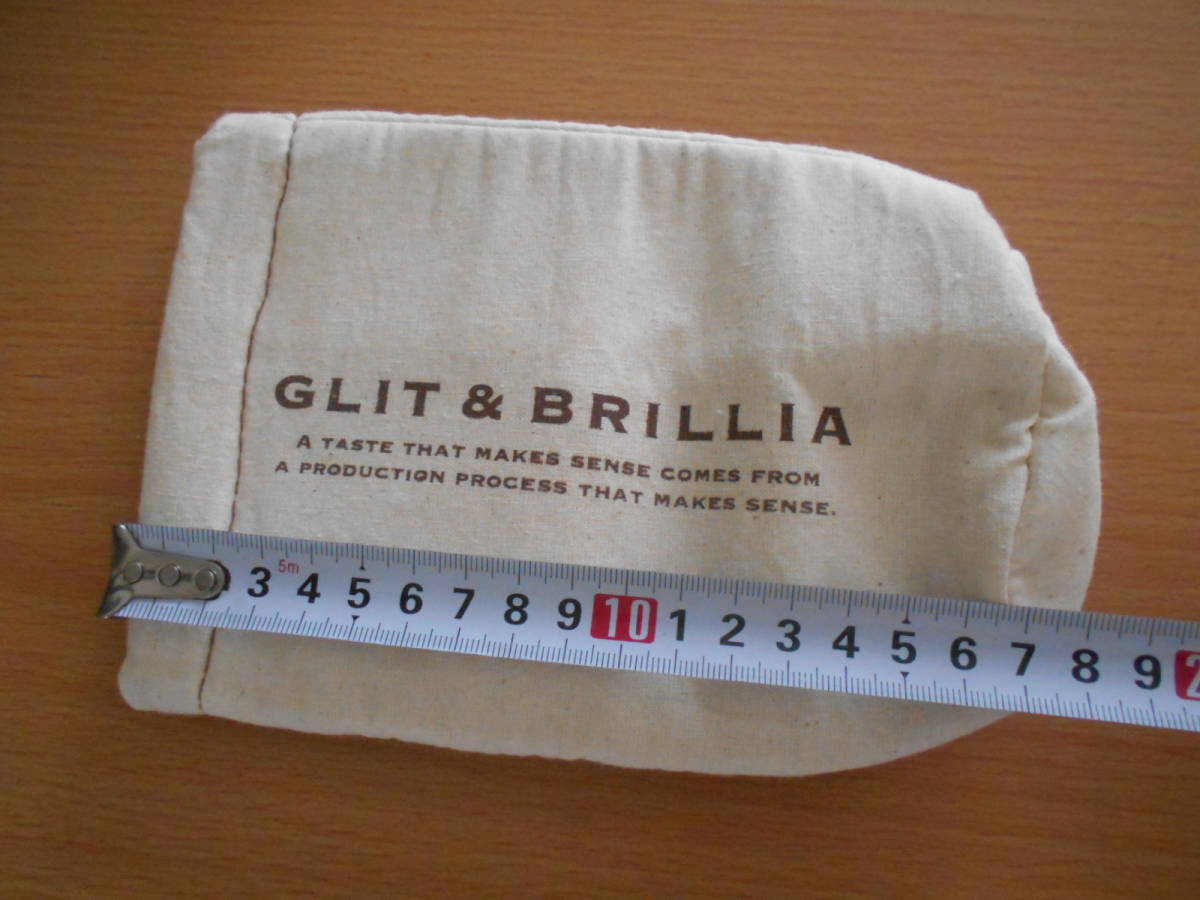 GLIT & BRILLIA
A TASTE THAT MAKES SENSE COMES FROM
A PRODUCTION PROCESS THAT MAKES SENSE.
3 5m 4 5 6 7 8 9 10 1 2 3 4 5 6 7 8 9 2